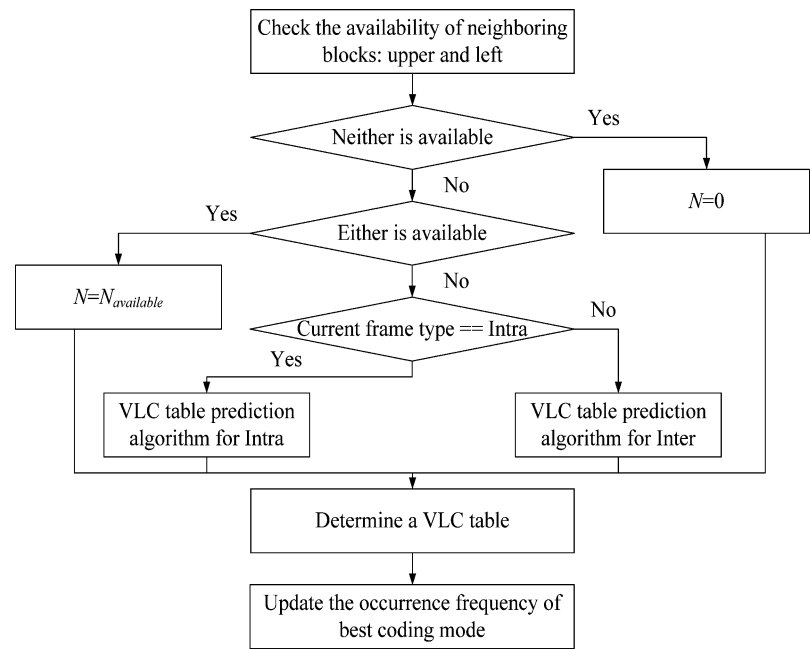 Check the availability of neighboring
blocks: upper and left
Neither is available
Yes
No
N=0
Either is available
Yes
No
N=Navailable
Current frame type == Intra
No
Yes
VLC table prediction
algorithm for Intra
VLC table prediction
algorithm for Inter
Determine a VLC table
Update the occurrence frequency of
best coding mode